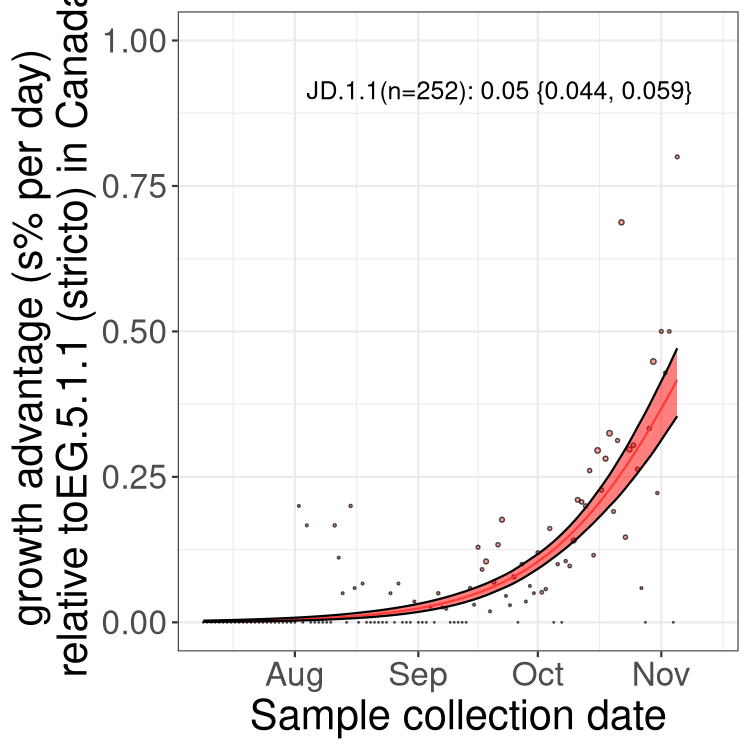 growth advantage (s% per day)
relative toEG.5.1.1 (stricto) in Canada
1.00
0.75
0.50
0.25
0.00
JD.1.1(n=252): 0.05 {0.044, 0.059}
Aug Sep Oct Nov
Sample collection date